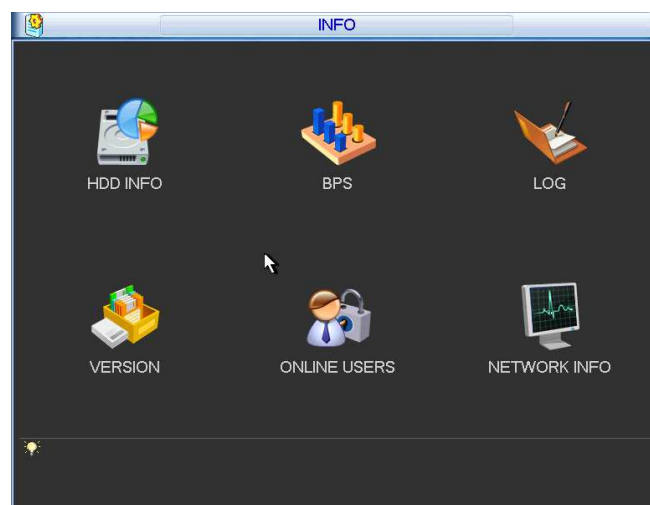 INFO
HDD INFO
BPS
LOG
VERSION
ONLINE USERS
NETWORK INFO